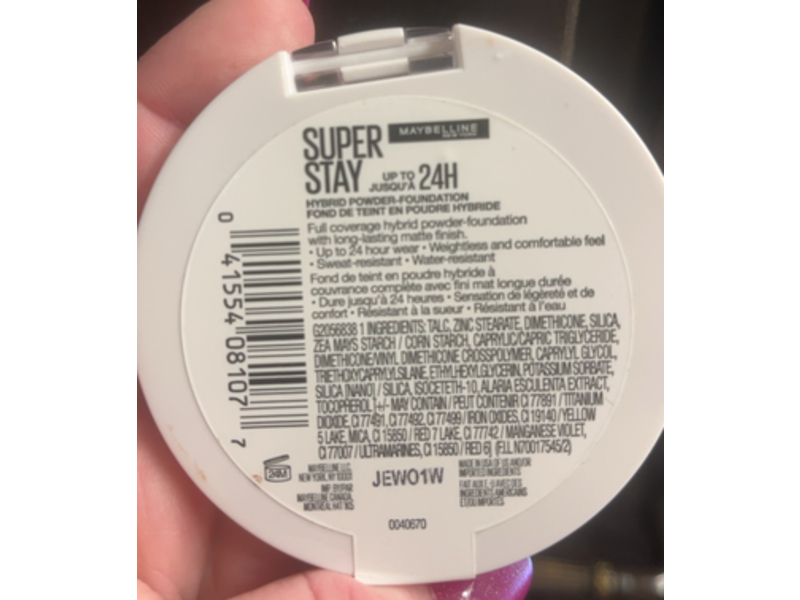 SUPER
STAY
MAYBELLINE
NEW YORK
UP TO
JUSQU'À 24H
HYBRID POWDER-FOUNDATION
FOND DE TEINT EN POUDRE HYBRIDE
Full coverage hybrid powder-foundation
with long-lasting matte finish.
• Up to 24 hour wear • Weightless and comfortable feel
• Sweat-resistant • Water-resistant
Fond de teint en poudre hybride à
couvrance complète avec fini mat longue durée
• Dure jusqu'à 24 heures • Sensation de légèreté et de
confort • Résistant à la sueur • Résistant à l'eau
G2056838 1 INGREDIENTS: TALC, ZINC STEARATE, DIMETHICONE, SILICA,
ZEA MAYS STARCH / CORN STARCH, CAPRYLIC/CAPRIC TRIGLYCERIDE,
DIMETHICONE/VINYL DIMETHICONE CROSSPOLYMER, CAPRYLYL GLYCOL,
TRIETHOXYCAPRYLYLSILANE, ETHYLHEXYLGLYCERIN, POTASSIUM SORBATE,
SILICA [NANO] / SILICA, ISOCETETH-10, ALARIA ESCULENTA EXTRACT,
TOCOPHEROL [+/- MAY CONTAIN / PEUT CONTENIR CI 77891 / TITANIUM
DIOXIDE, CI 77491, CI 77492, CI 77499 / IRON OXIDES, CI 19140 / YELLOW
5 LAKE, MICA, CI 15850 / RED 7 LAKE, CI 77742 / MANGANESE VIOLET,
CI 77007 / ULTRAMARINES, CI 15850 / RED 6] (F.I.L. N70017545/2)
0 41554 08107 7
24M
MAYBELLINE LLC,
NEW YORK, NY 10001
IMP. BY/PAR
MAYBELLINE CANADA,
MONTREAL H4T 1K5
JEW01W
MADE IN USA OF US AND/OR
IMPORTED INGREDIENTS
FAIT AUX É.-U. AVEC DES
INGRÉDIENTS AMÉRICAINS
ET/OU IMPORTÉS
0040670